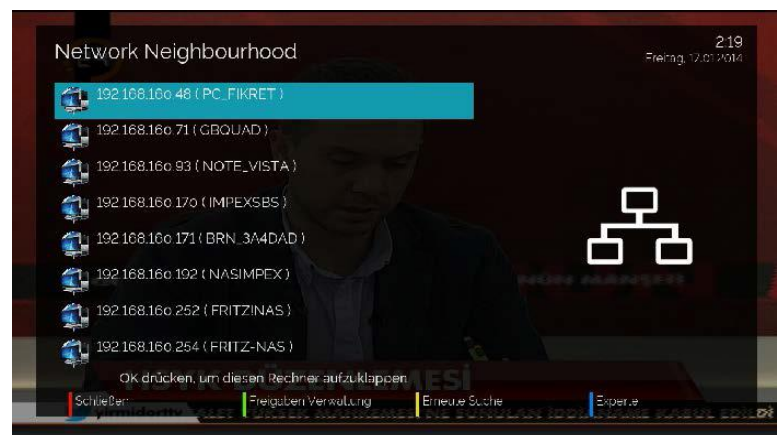 Network Neighbourhood
2:19
Freitag, 17.01.2014
192.168.160.48 ( PC_FIKRET )
192.168.160.71 ( GBQUAD )
192.168.160.93 ( NOTE_VISTA )
192.168.160.170 ( IMPEXSBS )
192.168.160.171 ( BRN_3A4DAD )
192.168.160.192 ( NASIMPEX )
192.168.160.252 ( FRITZNAS )
192.168.160.254 ( FRITZ-NAS )
OK drücken, um diesen Rechner aufzuklappen
Schließen
Freigaben Verwaltung
Erneute Suche
Experte